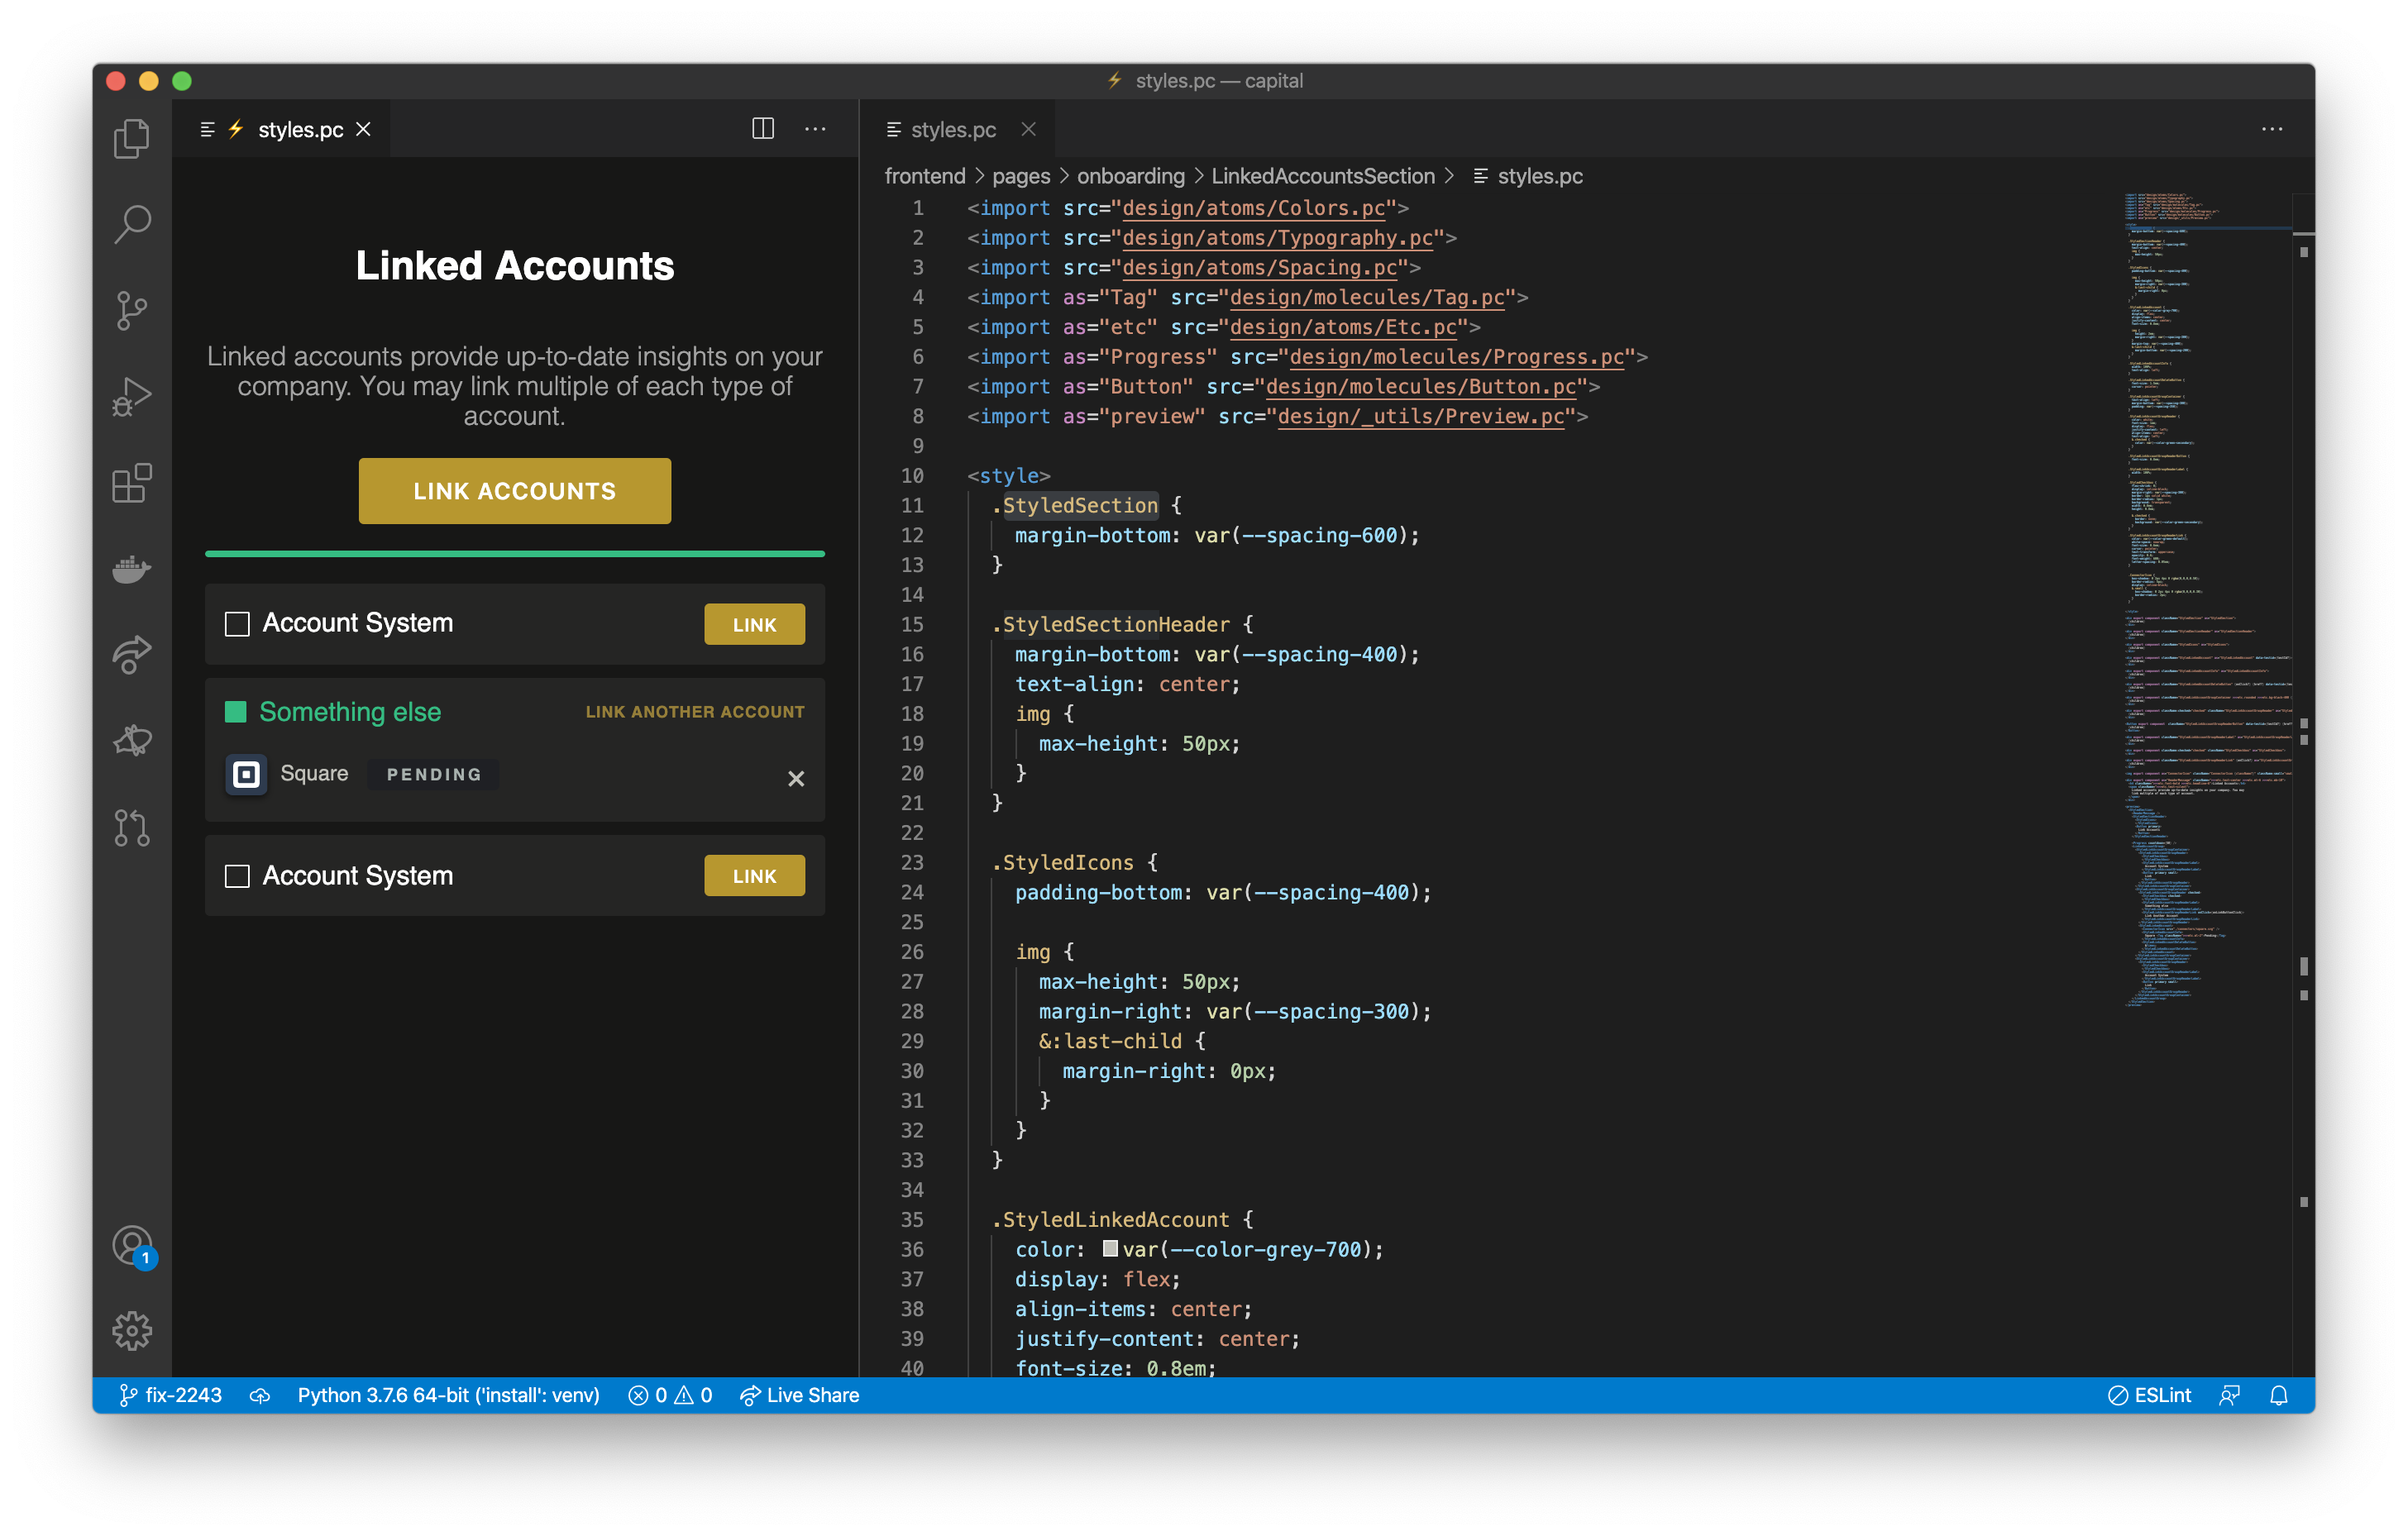 styles.pc — capital
styles.pc
styles.pc
Linked Accounts
Linked accounts provide up-to-date insights on your
company. You may link multiple of each type of
account.
LINK ACCOUNTS
Account System
LINK
Something else
LINK ANOTHER ACCOUNT
Square
PENDING
Account System
LINK
frontend > pages > onboarding > LinkedAccountsSection > styles.pc
1 <import src="design/atoms/Colors.pc">
2 <import src="design/atoms/Typography.pc">
3 <import src="design/atoms/Spacing.pc">
4 <import as="Tag" src="design/molecules/Tag.pc">
5 <import as="etc" src="design/atoms/Etc.pc">
6 <import as="Progress" src="design/molecules/Progress.pc">
7 <import as="Button" src="design/molecules/Button.pc">
8 <import as="preview" src="design/_utils/Preview.pc">
9
10 <style>
11 .StyledSection {
12 margin-bottom: var(--spacing-600);
13 }
14
15 .StyledSectionHeader {
16 margin-bottom: var(--spacing-400);
17 text-align: center;
18 img {
19 max-height: 50px;
20 }
21 }
22
23 .StyledIcons {
24 padding-bottom: var(--spacing-400);
25
26 img {
27 max-height: 50px;
28 margin-right: var(--spacing-300);
29 &:last-child {
30 margin-right: 0px;
31 }
32 }
33 }
34
35 .StyledLinkedAccount {
36 color: var(--color-grey-700);
37 display: flex;
38 align-items: center;
39 justify-content: center;
40 font-size: 0.8em;
1
fix-2243
Python 3.7.6 64-bit ('install': venv)
0 0
Live Share
ESLint